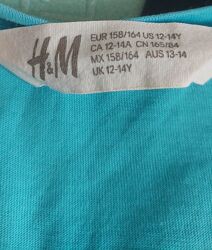 H&M
EUR 158/164 US 12-14Y
CA 12-14A CN 165/84
MX 158/164 AUS 13-14
UK 12-14Y